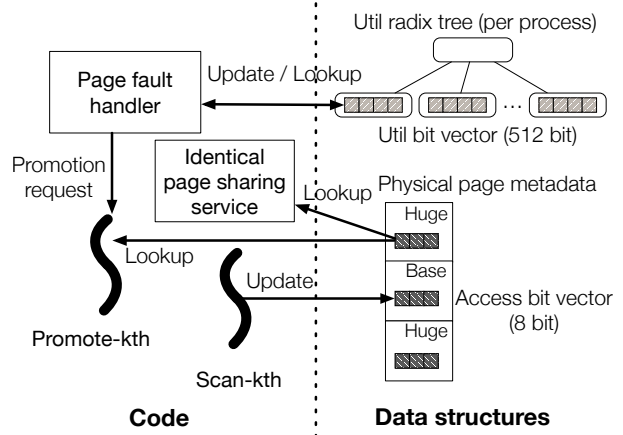 Util radix tree (per process)
Page fault
handler
Update / Lookup
...
Util bit vector (512 bit)
Promotion
request
Identical
page sharing
service
Lookup
Physical page metadata
Huge
Lookup
Update
Base
Access bit vector
(8 bit)
Huge
Promote-kth
Scan-kth
Code
Data structures